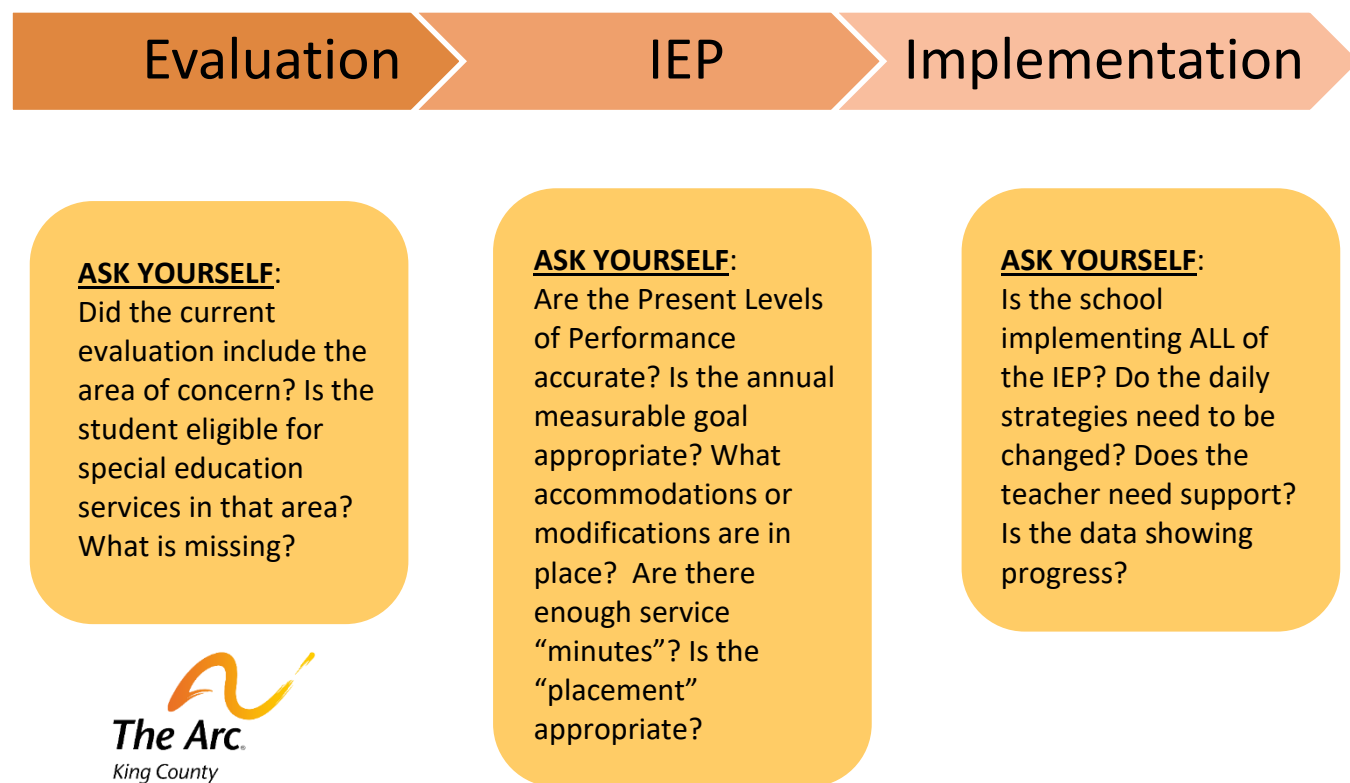 Evaluation
IEP
Implementation
ASK YOURSELF:
Did the current
evaluation include the
area of concern? Is the
student eligible for
special education
services in that area?
What is missing?
ASK YOURSELF:
Are the Present Levels
of Performance
accurate? Is the annual
measurable goal
appropriate? What
accommodations or
modifications are in
place?  Are there
enough service
“minutes”? Is the
“placement”
appropriate?
ASK YOURSELF:
Is the school
implementing ALL of
the IEP? Do the daily
strategies need to be
changed? Does the
teacher need support?
Is the data showing
progress?
The Arc®
King County